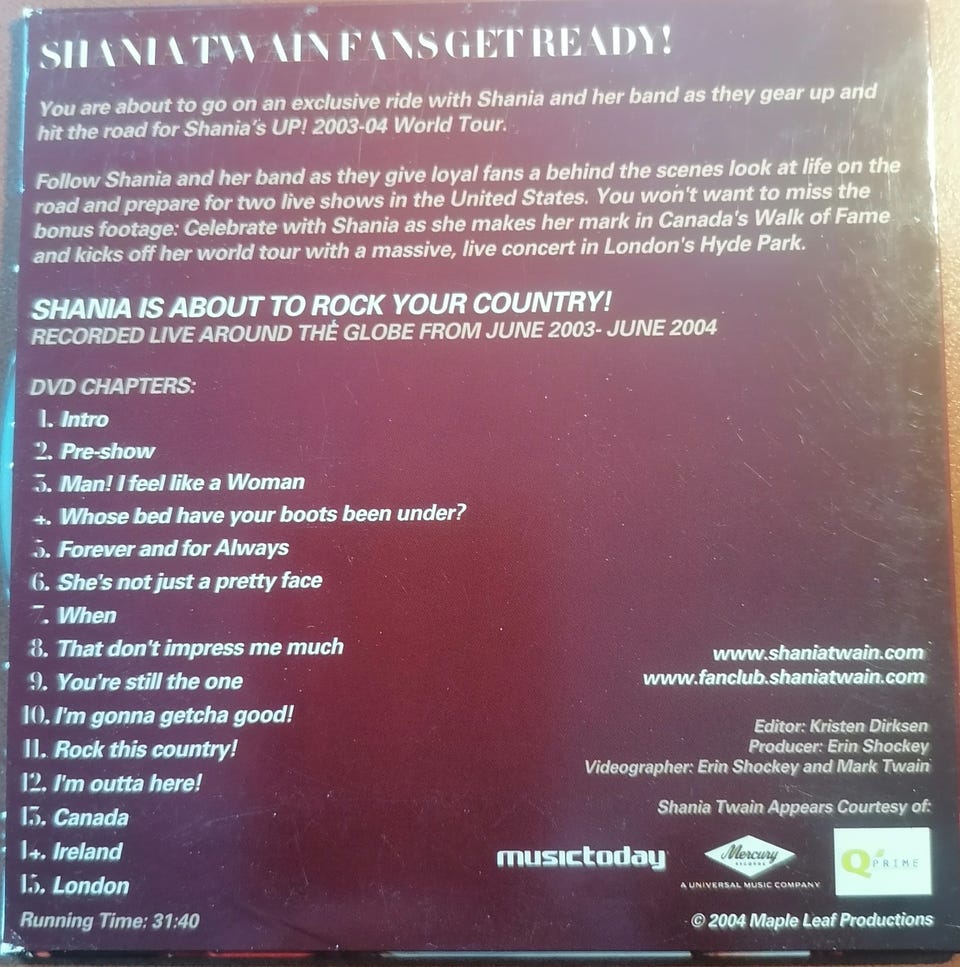 SHANIA TWAIN FANS GET READY!
You are about to go on an exclusive ride with Shania and her band as they gear up and
hit the road for Shania's UP! 2003-04 World Tour.
Follow Shania and her band as they give loyal fans a behind the scenes look at life on the
road and prepare for two live shows in the United States. You won't want to miss the
bonus footage: Celebrate with Shania as she makes her mark in Canada's Walk of Fame
and kicks off her world tour with a massive, live concert in London's Hyde Park.
SHANIA IS ABOUT TO ROCK YOUR COUNTRY!
RECORDED LIVE AROUND THE GLOBE FROM JUNE 2003- JUNE 2004
DVD CHAPTERS:
1. Intro
2. Pre-show
3. Man! I feel like a Woman
4. Whose bed have your boots been under?
5. Forever and for Always
6. She's not just a pretty face
7. When
8. That don't impress me much
9. You're still the one
10. I'm gonna getcha good!
11. Rock this country!
12. I'm outta here!
13. Canada
14. Ireland
15. London
Running Time: 31:40
www.shaniatwain.com
www.fanclub.shaniatwain.com
Editor: Kristen Dirksen
Producer: Erin Shockey
Videographer: Erin Shockey and Mark Twain
Shania Twain Appears Courtesy of:
musictoday
Mercury
RECORDS
A UNIVERSAL MUSIC COMPANY
Q PRIME
© 2004 Maple Leaf Productions